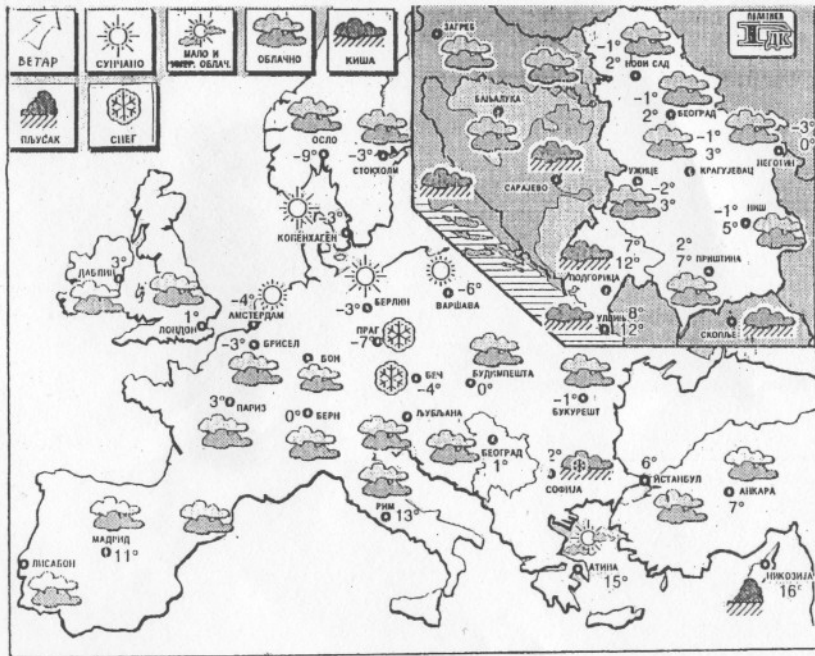 ВЕТАР
СУНЧАНО
МАЛО И
УМЕР. ОБЛАЧ.
ОБЛАЧНО
КИША
ПЉУСАК
СНЕГ
ЗАГРЕБ
-1°
2°
НОВИ САД
БАЊАЛУКА
-1°
2°
БЕОГРАД
-3°
0°
НЕГОТИН
-1°
3°
КРАГУЈЕВАЦ
САРАЈЕВО
УЖИЦЕ
-2°
3°
-1°
5°
НИШ
7°
12°
ПОДГОРИЦА
2°
7°
ПРИШТИНА
8°
12°
СКОПЉЕ
ОСЛО
-9°
-3°
СТОКХОЛМ
-3°
КОПЕНХАГЕН
3°
ДАБЛИН
1°
ЛОНДОН
-4°
АМСТЕРДАМ
-3°
БЕРЛИН
-6°
ВАРШАВА
-3°
БРИСЕЛ
БОН
ПРАГ
-7°
БЕЧ
-4°
БУДИМПЕШТА
0°
-1°
БУКУРЕШТ
3°
ПАРИЗ
0°
БЕРН
ЉУБЉАНА
БЕОГРАД
1°
2°
СОФИЈА
6°
ИСТАНБУЛ
АНКАРА
7°
МАДРИД
11°
РИМ
13°
ЛИСАБОН
АТИНА
15°
НИКОЗИЈА
16°